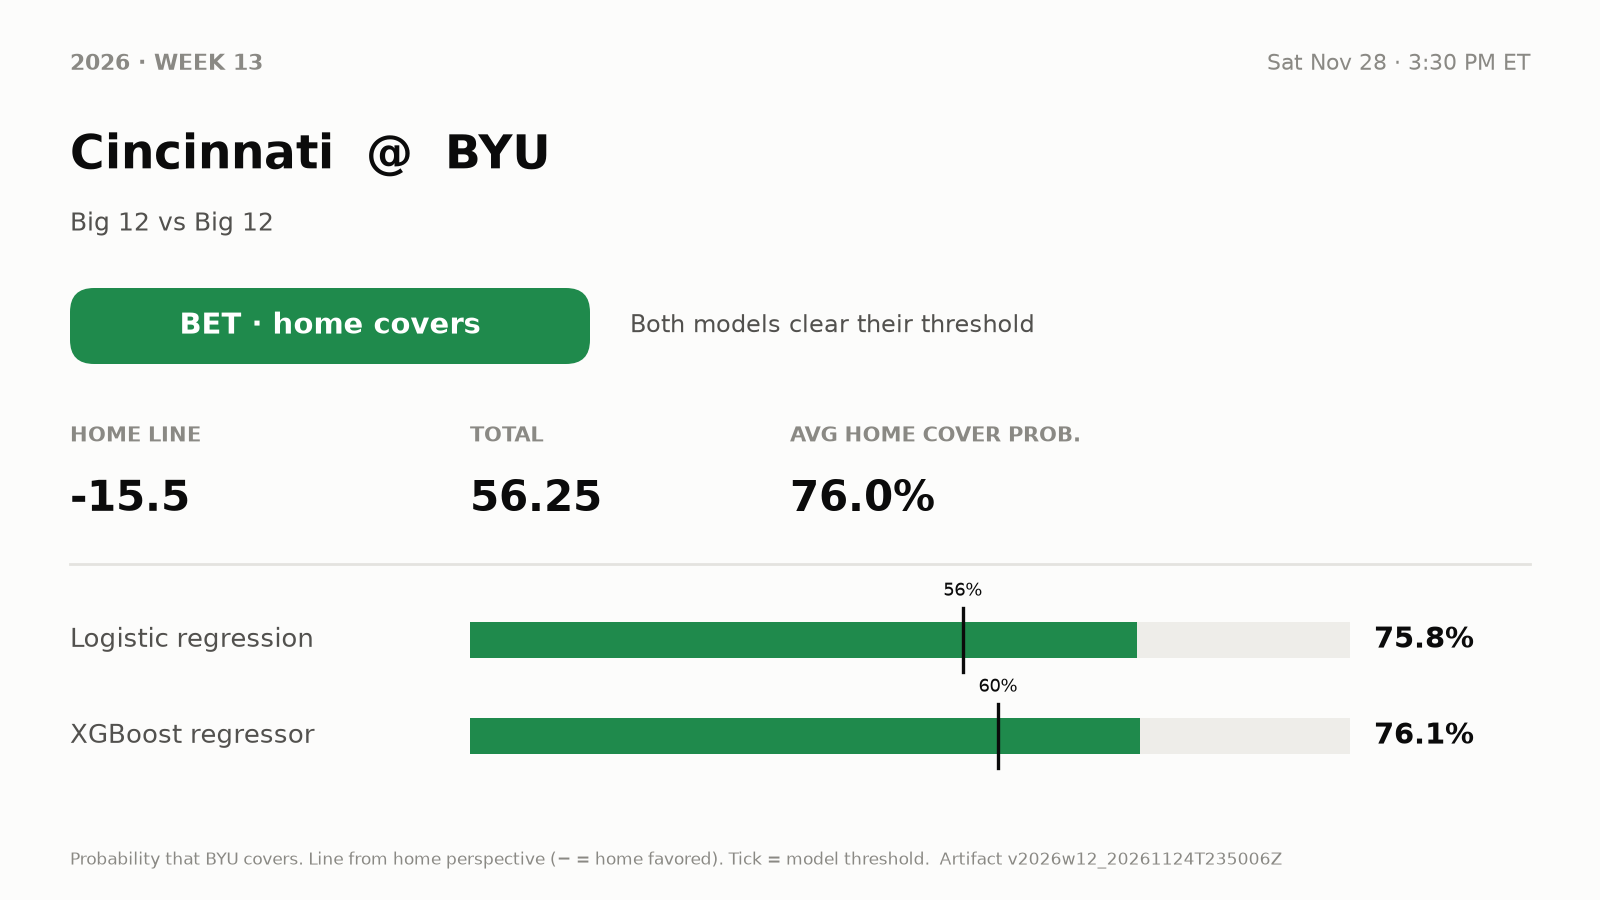 2026 · WEEK 13
Sat Nov 28 · 3:30 PM ET
Cincinnati @ BYU
Big 12 vs Big 12
BET · home covers
Both models clear their threshold
HOME LINE
TOTAL
AVG HOME COVER PROB.
-15.5
56.25
76.0%
56%
Logistic regression
75.8%
60%
XGBoost regressor
76.1%
Probability that BYU covers. Line from home perspective (− = home favored). Tick = model threshold.  Artifact v2026w12_20261124T235006Z